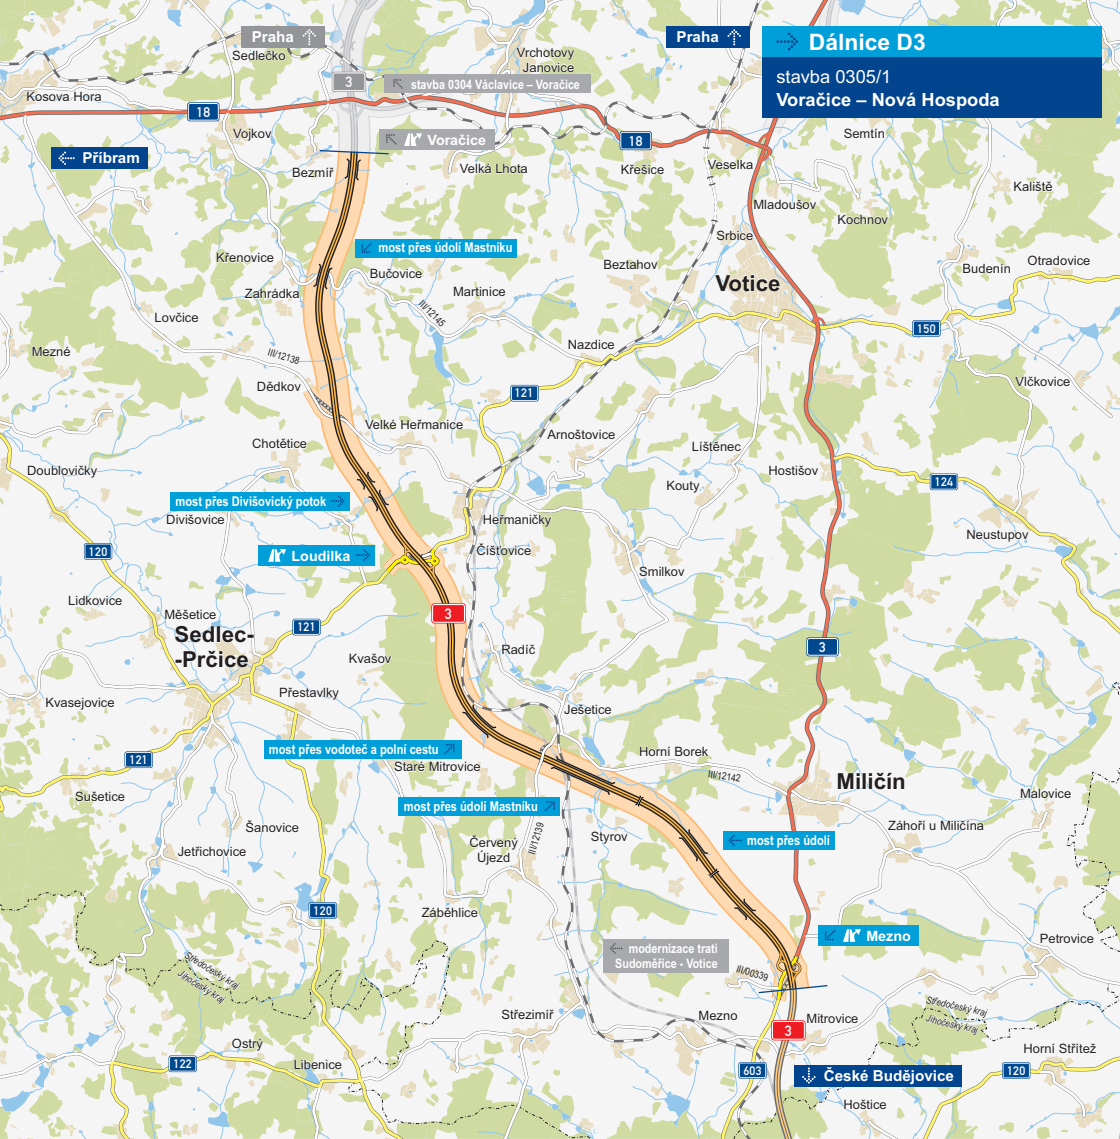 Praha
Praha
Dálnice D3
stavba 0305/1
Voračice – Nová Hospoda
Sedlečko
Vrchotovy
Janovice
3
stavba 0304 Václavice – Voračice
Kosova Hora
18
Vojkov
Voračice
18
Semtín
Příbram
Bezmíř
Velká Lhota
Křešice
Veselka
Kaliště
Mladoušov
Kochnov
Srbice
most přes údolí Mastníku
Křenovice
Bučovice
Beztahov
Budenín
Otradovice
Zahrádka
Martinice
Votice
Lovčice
III/12145
150
Mezné
III/12138
Nazdice
Dědkov
121
Vlčkovice
Velké Heřmanice
Arnoštovice
Chotětice
Líštěnec
Doublovičky
Hostišov
Kouty
124
most přes Divišovický potok
Divišovice
Heřmaničky
Neustupov
120
Loudilka
Číšťovice
Smilkov
Lidkovice
Měšetice
3
121
Sedlec-
-Prčice
Radíč
3
Kvašov
Kvasejovice
Přestavlky
Ješetice
most přes vodoteč a polní cestu
Horní Borek
121
Staré Mitrovice
III/12142
Miličín
Sušetice
most přes údolí Mastníku
Malovice
Šanovice
III/12139
Styrov
most přes údolí
Záhoří u Miličína
Jetřichovice
Červený
Újezd
120
Záběhlice
Mezno
Petrovice
modernizace trati
Sudoměřice - Votice
III/00339
Středočeský kraj
Jihočeský kraj
Středočeský kraj
Jihočeský kraj
Střezimíř
Mezno
Mitrovice
3
Ostrý
Horní Střítež
122
Libenice
603
České Budějovice
120
Hoštice